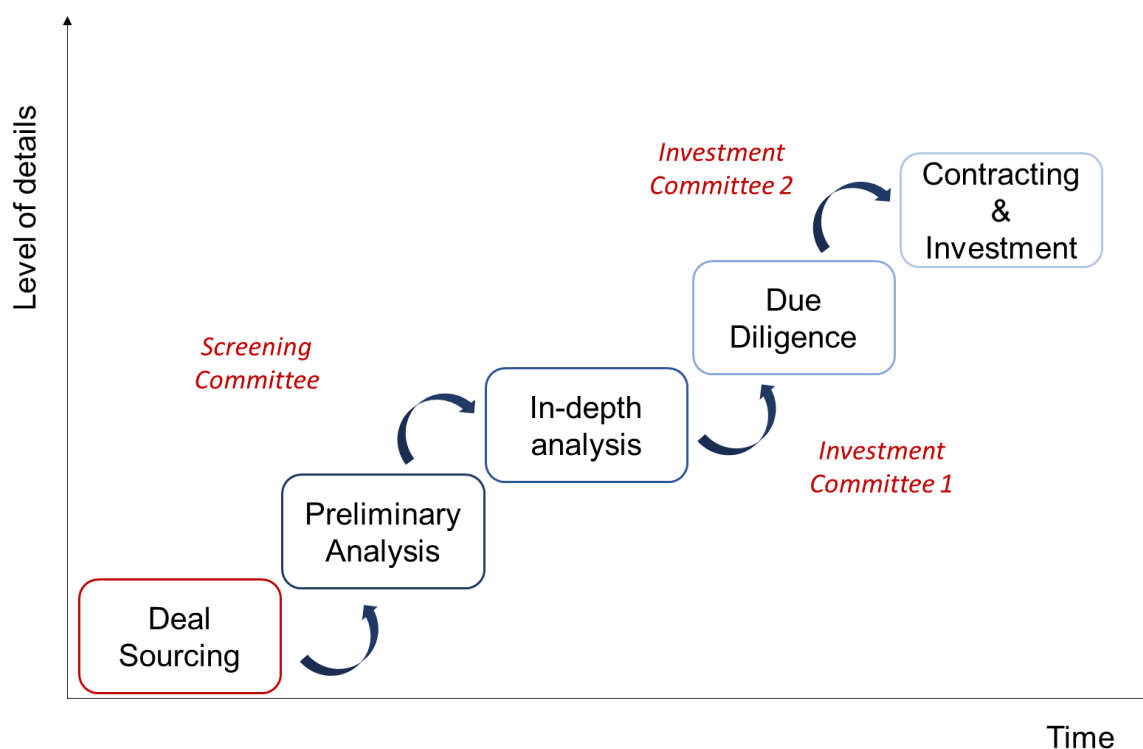 Level of details
Investment
Committee 2
Contracting
&
Investment
Due
Diligence
Screening
Committee
In-depth
analysis
Investment
Committee 1
Preliminary
Analysis
Deal
Sourcing
Time